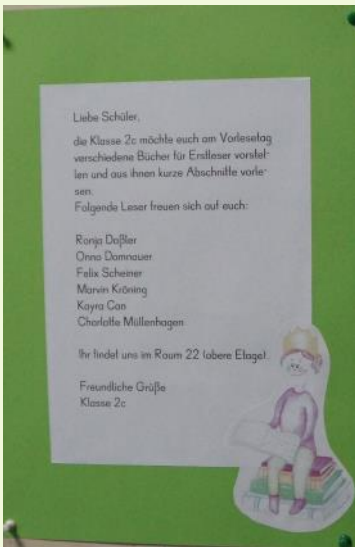 Liebe Schüler,
die Klasse 2c möchte euch am Vorlesetag
verschiedene Bücher für Erstleser vorstel-
len und aus ihnen kurze Abschnitte vorle-
sen.
Folgende Leser freuen sich auf euch:
Ronja Daßler
Onno Damnauer
Felix Scheiner
Marvin Kröning
Kayra Can
Charlotte Müllenhagen
Ihr findet uns im Raum 22 (obere Etage).
Freundliche Grüße
Klasse 2c